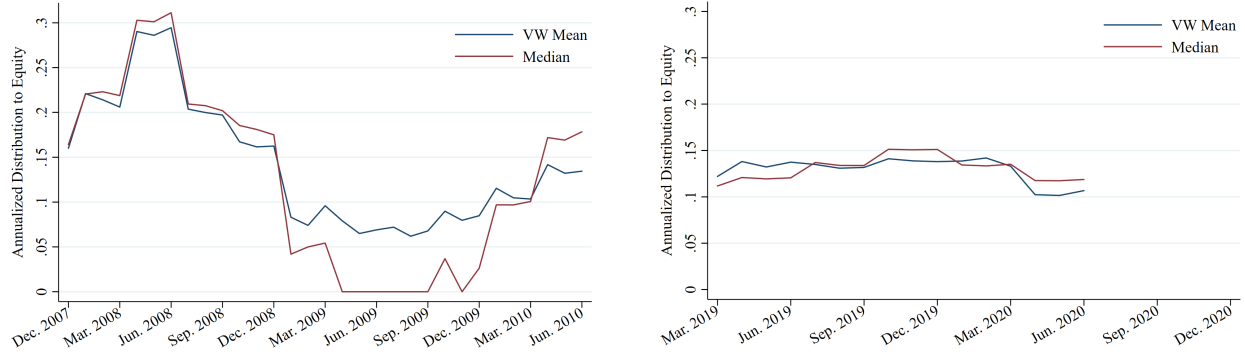 Annualized Distribution to Equity
.3
.25
.2
.15
.1
.05
0
VW Mean
Median
Dec. 2007
Mar. 2008
Jun. 2008
Sep. 2008
Dec. 2008
Mar. 2009
Jun. 2009
Sep. 2009
Dec. 2009
Mar. 2010
Jun. 2010
Annualized Distribution to Equity
.3
.25
.2
.15
.1
.05
0
VW Mean
Median
Mar. 2019
Jun. 2019
Sep. 2019
Dec. 2019
Mar. 2020
Jun. 2020
Sep. 2020
Dec. 2020